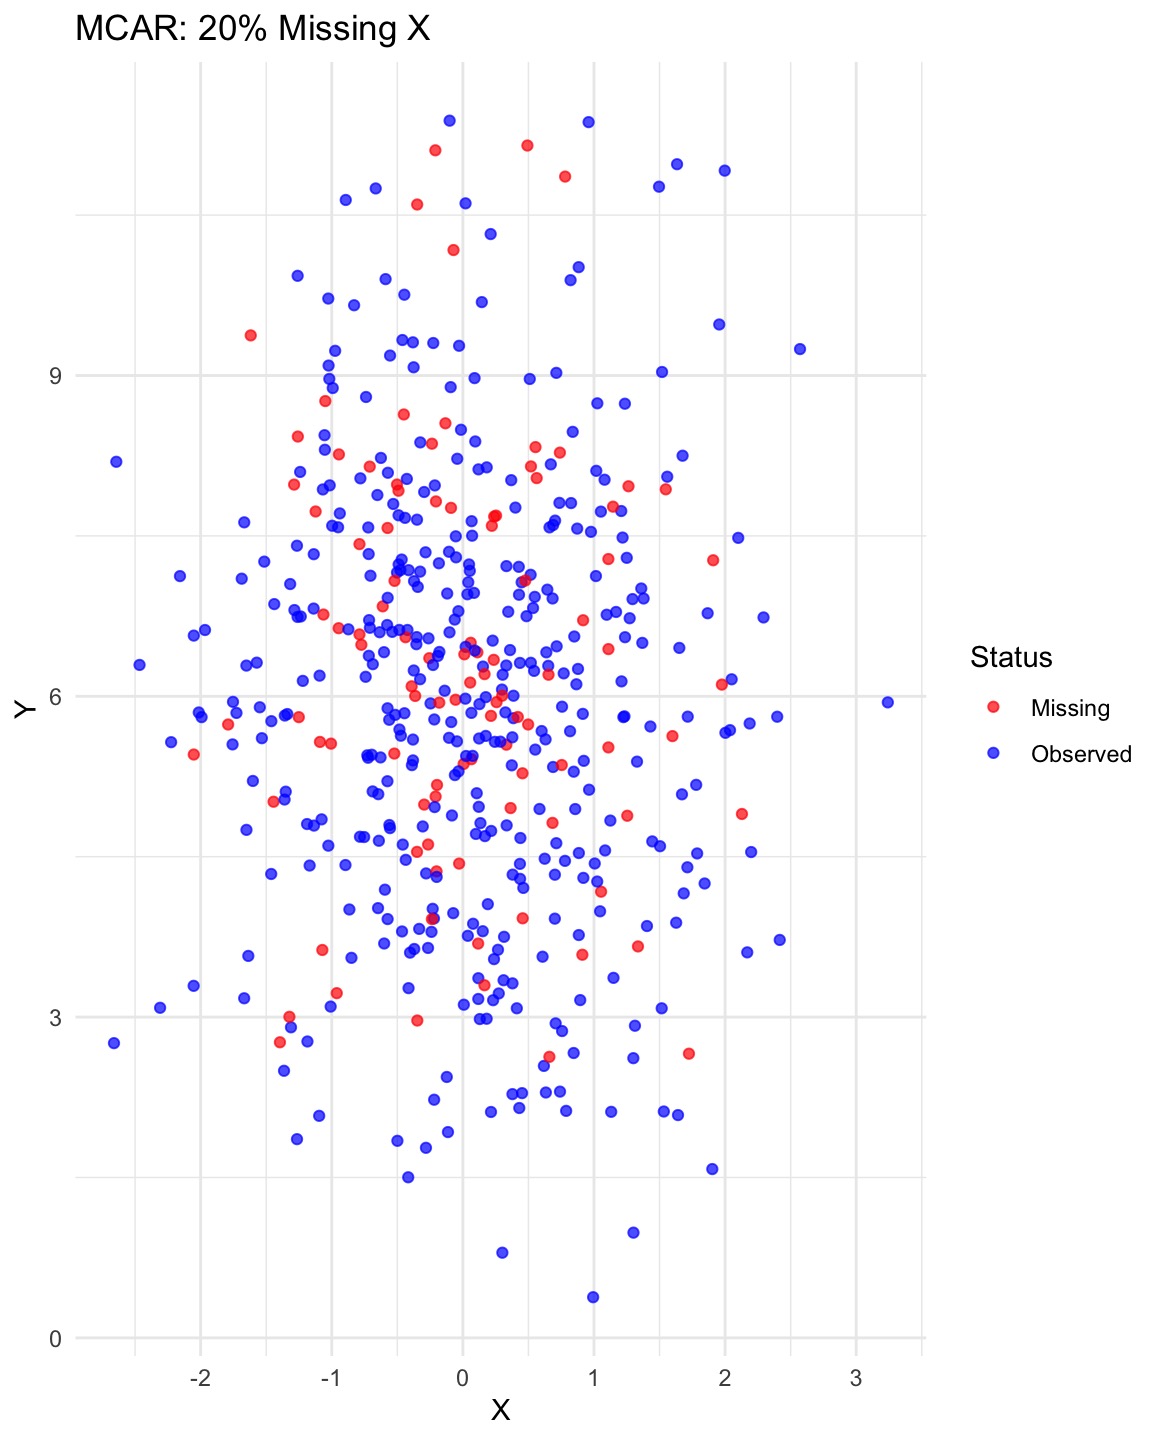 MCAR: 20% Missing X
9
6
3
0
Y
-2 -1 0 1 2 3
X
Status
Missing
Observed